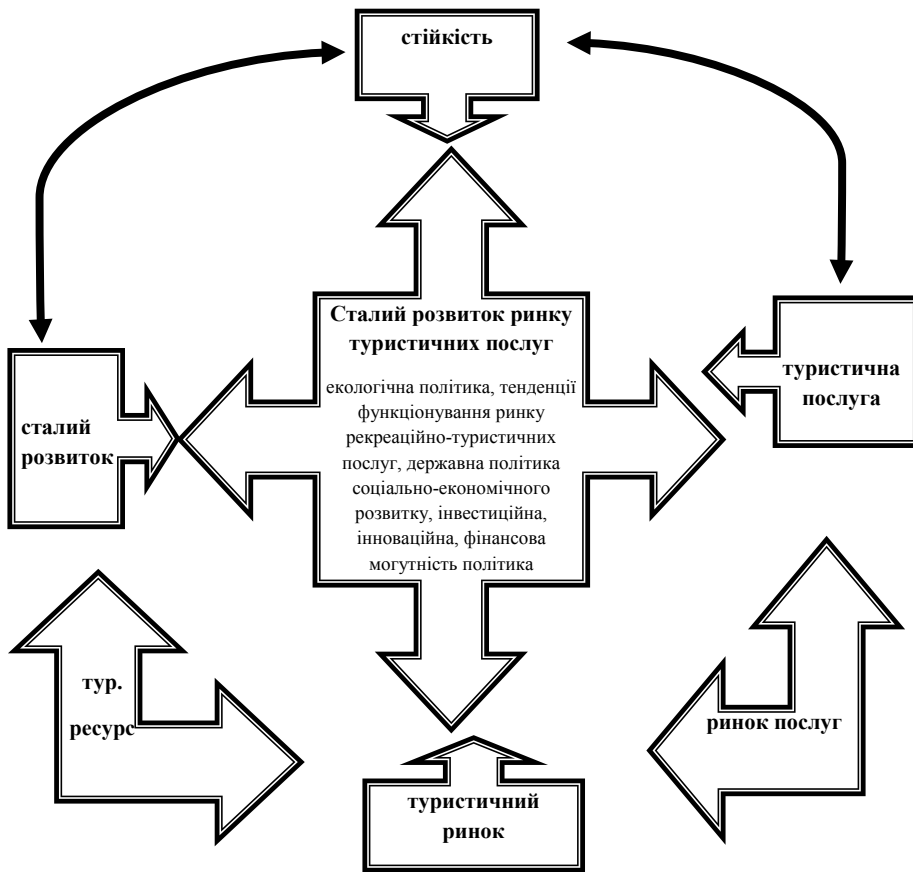 стійкість
Сталий розвиток ринку
туристичних послуг
екологічна політика, тенденції
функціонування ринку
рекреаційно-туристичних
послуг, державна політика
соціально-економічного
розвитку, інвестиційна,
інноваційна, фінансова
могутність політика
сталий
розвиток
туристична
послуга
тур.
ресурс
ринок послуг
туристичний
ринок